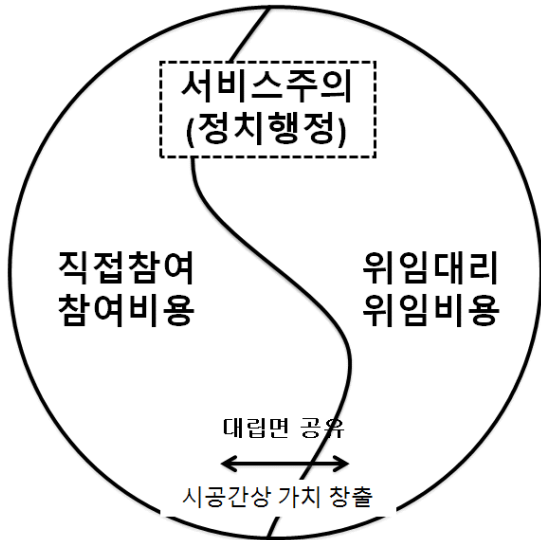 서비스주의
(정치행정)
직접참여
참여비용
위임대리
위임비용
대립면 공유
시공간상 가치 창출